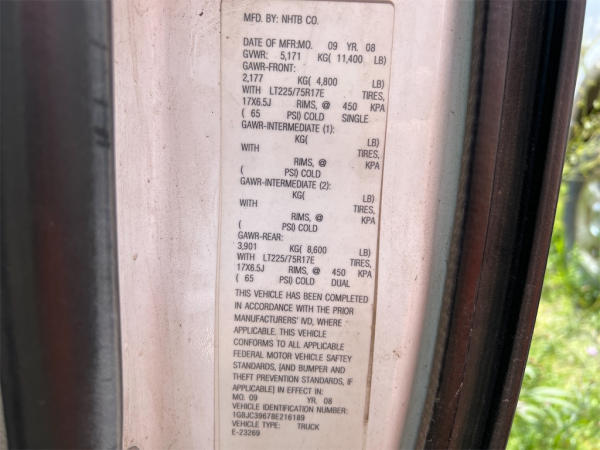 MFD. BY: NHTB CO.
DATE OF MFR:MO. 09 YR. 08
GVWR: 5,171 KG( 11,400 LB)
GAWR-FRONT:
2,177 KG( 4,800 LB)
WITH LT225/75R17E TIRES,
17X6.5J RIMS, @ 450 KPA
( 65 PSI) COLD SINGLE
GAWR-INTERMEDIATE (1):
KG( LB)
WITH TIRES,
RIMS, @ KPA
( PSI) COLD
GAWR-INTERMEDIATE (2):
KG( LB)
WITH TIRES,
RIMS, @ KPA
( PSI) COLD
GAWR-REAR:
3,901 KG( 8,600 LB)
WITH LT225/75R17E TIRES,
17X6.5J RIMS, @ 450 KPA
( 65 PSI) COLD DUAL
THIS VEHICLE HAS BEEN COMPLETED
IN ACCORDANCE WITH THE PRIOR
MANUFACTURERS' IVD, WHERE
APPLICABLE. THIS VEHICLE
CONFORMS TO ALL APPLICABLE
FEDERAL MOTOR VEHICLE SAFTEY
STANDARDS, [AND BUMPER AND
THEFT PREVENTION STANDARDS, IF
APPLICABLE] IN EFFECT IN:
MO. 09 YR. 08
VEHICLE IDENTIFICATION NUMBER:
1GBJC39678E216189
VEHICLE TYPE: TRUCK
E-23269